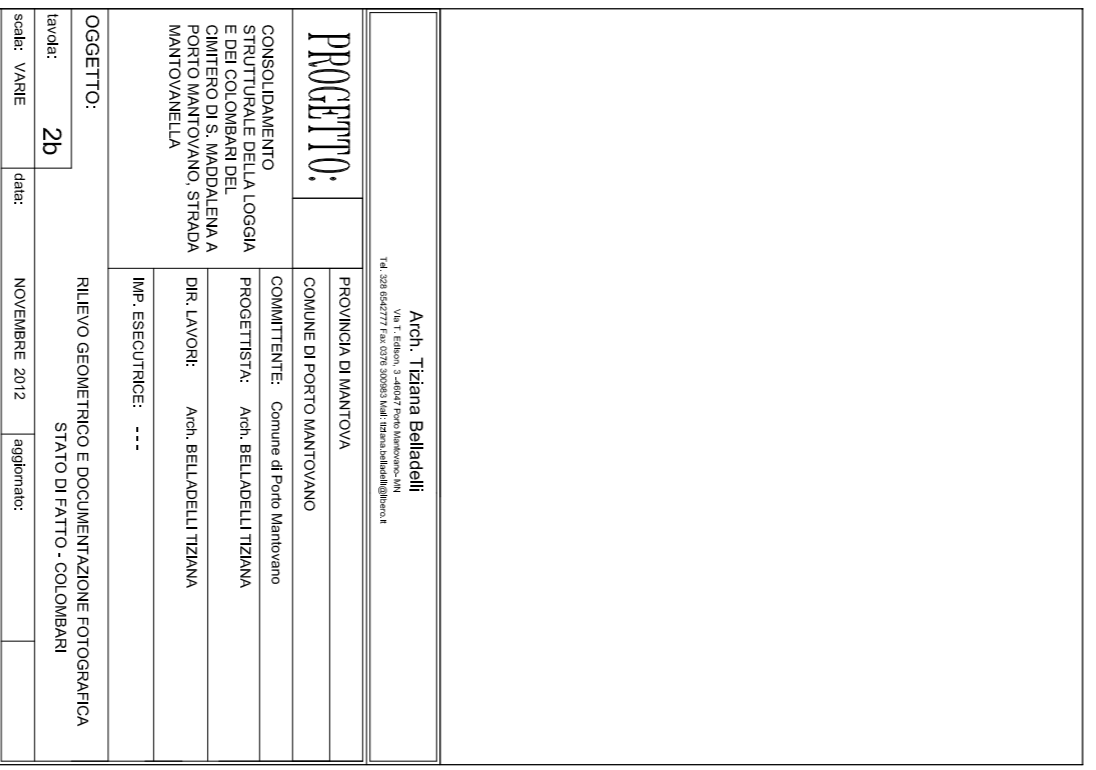 Arch. Tiziana Belladelli
Via T. Edison, 3 -46047 Porto Mantovano- MN
Tel. 328 6542777 Fax 0376 300983 Mail: tiziana.belladelli@libero.it
PROGETTO:
PROVINCIA DI MANTOVA
COMUNE DI PORTO MANTOVANO
CONSOLIDAMENTO
STRUTTURALE DELLA LOGGIA
E DEI COLOMBARI DEL
CIMITERO DI S. MADDALENA A
PORTO MANTOVANO, STRADA
MANTOVANELLA
COMMITTENTE: Comune di Porto Mantovano
PROGETTISTA: Arch. BELLADELLI TIZIANA
DIR. LAVORI: Arch. BELLADELLI TIZIANA
IMP. ESECUTRICE: ---
OGGETTO:
RILIEVO GEOMETRICO E DOCUMENTAZIONE FOTOGRAFICA
STATO DI FATTO - COLOMBARI
tavola: 2b
scala: VARIE data: NOVEMBRE 2012 aggiornato: